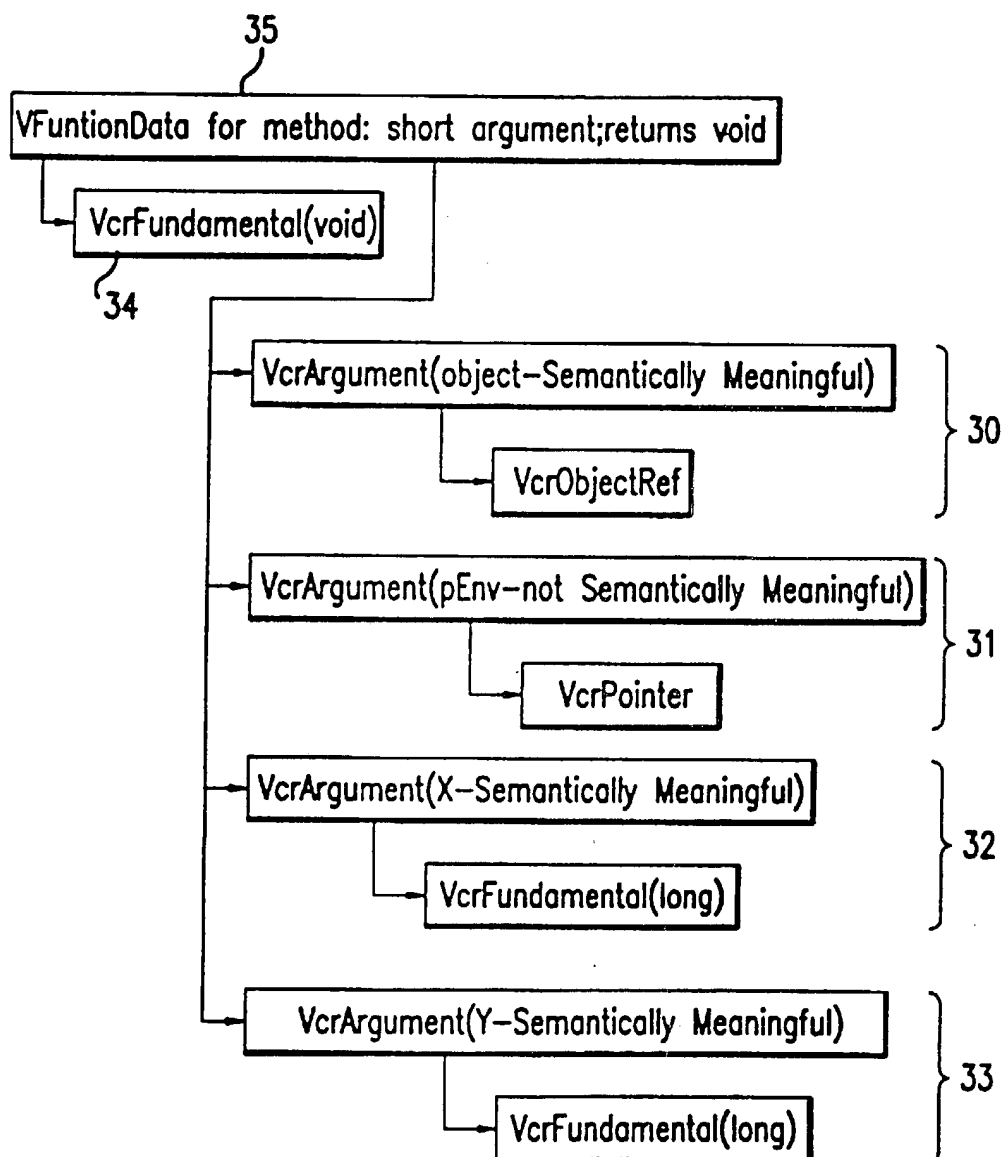 35
VFuntionData for method: short argument;returns void
VcrFundamental(void)
34
VcrArgument(object-Semantically Meaningful)
30
VcrObjectRef
VcrArgument(pEnv-not Semantically Meaningful)
31
VcrPointer
VcrArgument(X-Semantically Meaningful)
32
VcrFundamental(long)
VcrArgument(Y-Semantically Meaningful)
33
VcrFundamental(long)